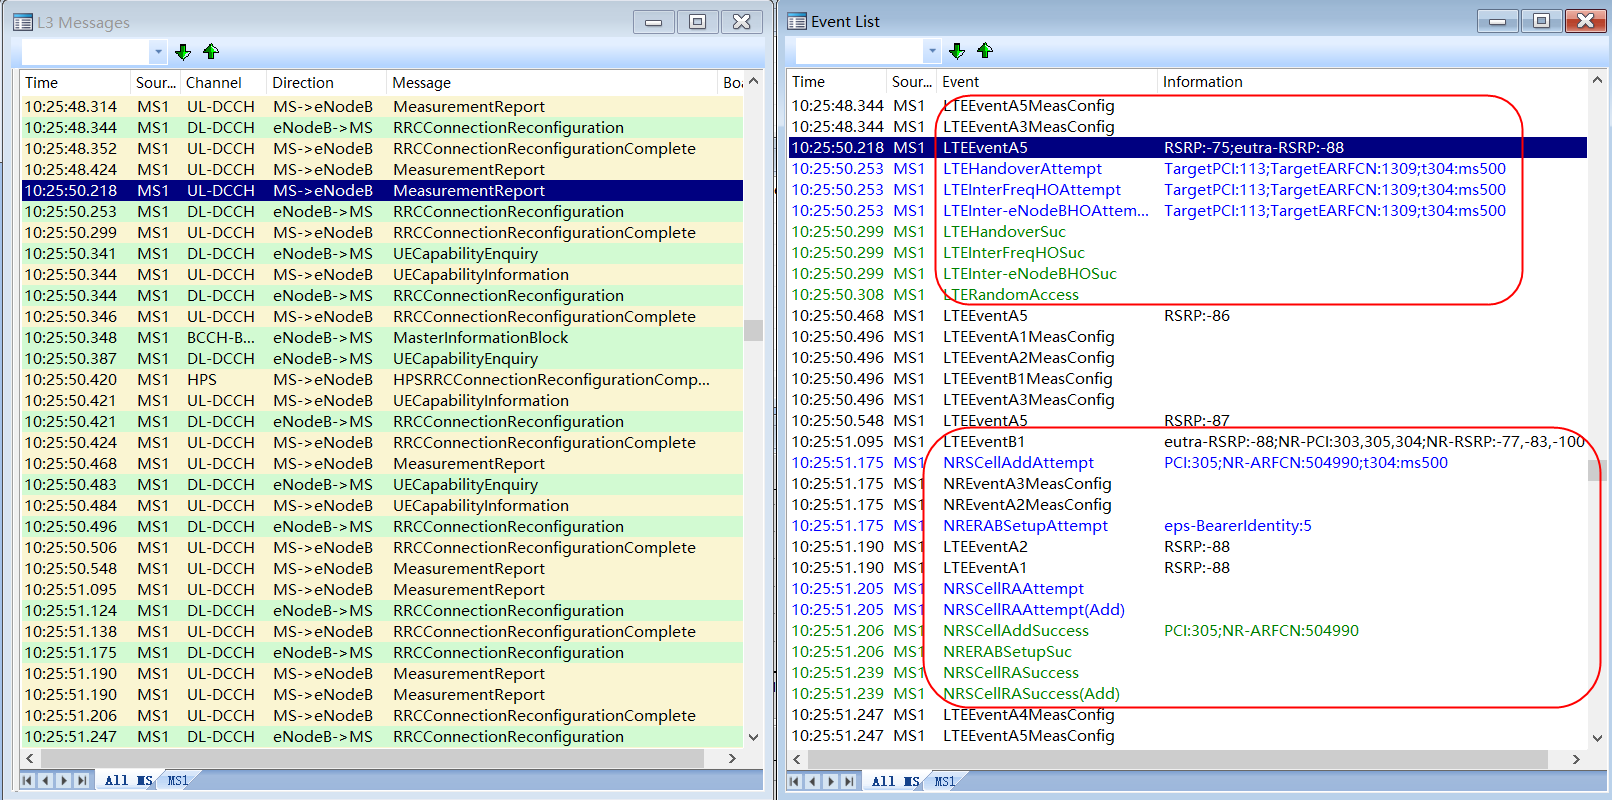 L3 Messages
Time Sour... Channel Direction Message Boa
10:25:48.314 MS1 UL-DCCH MS->eNodeB MeasurementReport
10:25:48.344 MS1 DL-DCCH eNodeB->MS RRCConnectionReconfiguration
10:25:48.352 MS1 UL-DCCH MS->eNodeB RRCConnectionReconfigurationComplete
10:25:48.424 MS1 UL-DCCH MS->eNodeB MeasurementReport
10:25:50.218 MS1 UL-DCCH MS->eNodeB MeasurementReport
10:25:50.253 MS1 DL-DCCH eNodeB->MS RRCConnectionReconfiguration
10:25:50.299 MS1 UL-DCCH MS->eNodeB RRCConnectionReconfigurationComplete
10:25:50.341 MS1 DL-DCCH eNodeB->MS UECapabilityEnquiry
10:25:50.344 MS1 UL-DCCH MS->eNodeB UECapabilityInformation
10:25:50.344 MS1 DL-DCCH eNodeB->MS RRCConnectionReconfiguration
10:25:50.346 MS1 UL-DCCH MS->eNodeB RRCConnectionReconfigurationComplete
10:25:50.348 MS1 BCCH-B... eNodeB->MS MasterInformationBlock
10:25:50.387 MS1 DL-DCCH eNodeB->MS UECapabilityEnquiry
10:25:50.420 MS1 HPS MS->eNodeB HPSRRCConnectionReconfigurationComp...
10:25:50.421 MS1 UL-DCCH MS->eNodeB UECapabilityInformation
10:25:50.421 MS1 DL-DCCH eNodeB->MS RRCConnectionReconfiguration
10:25:50.424 MS1 UL-DCCH MS->eNodeB RRCConnectionReconfigurationComplete
10:25:50.468 MS1 UL-DCCH MS->eNodeB MeasurementReport
10:25:50.483 MS1 DL-DCCH eNodeB->MS UECapabilityEnquiry
10:25:50.484 MS1 UL-DCCH MS->eNodeB UECapabilityInformation
10:25:50.496 MS1 DL-DCCH eNodeB->MS RRCConnectionReconfiguration
10:25:50.506 MS1 UL-DCCH MS->eNodeB RRCConnectionReconfigurationComplete
10:25:50.548 MS1 UL-DCCH MS->eNodeB MeasurementReport
10:25:51.095 MS1 UL-DCCH MS->eNodeB MeasurementReport
10:25:51.124 MS1 DL-DCCH eNodeB->MS RRCConnectionReconfiguration
10:25:51.138 MS1 UL-DCCH MS->eNodeB RRCConnectionReconfigurationComplete
10:25:51.175 MS1 DL-DCCH eNodeB->MS RRCConnectionReconfiguration
10:25:51.190 MS1 UL-DCCH MS->eNodeB MeasurementReport
10:25:51.190 MS1 UL-DCCH MS->eNodeB MeasurementReport
10:25:51.206 MS1 UL-DCCH MS->eNodeB RRCConnectionReconfigurationComplete
10:25:51.247 MS1 DL-DCCH eNodeB->MS RRCConnectionReconfiguration
All MS MS1
Event List
Time Sour... Event Information
10:25:48.344 MS1 LTEEventA5MeasConfig
10:25:48.344 MS1 LTEEventA3MeasConfig
10:25:50.218 MS1 LTEEventA5 RSRP:-75;eutra-RSRP:-88
10:25:50.253 MS1 LTEHandoverAttempt TargetPCI:113;TargetEARFCN:1309;t304:ms500
10:25:50.253 MS1 LTEInterFreqHOAttempt TargetPCI:113;TargetEARFCN:1309;t304:ms500
10:25:50.253 MS1 LTEInter-eNodeBHOAttem... TargetPCI:113;TargetEARFCN:1309;t304:ms500
10:25:50.299 MS1 LTEHandoverSuc
10:25:50.299 MS1 LTEInterFreqHOSuc
10:25:50.299 MS1 LTEInter-eNodeBHOSuc
10:25:50.308 MS1 LTERandomAccess
10:25:50.468 MS1 LTEEventA5 RSRP:-86
10:25:50.496 MS1 LTEEventA1MeasConfig
10:25:50.496 MS1 LTEEventA2MeasConfig
10:25:50.496 MS1 LTEEventB1MeasConfig
10:25:50.496 MS1 LTEEventA3MeasConfig
10:25:50.548 MS1 LTEEventA5 RSRP:-87
10:25:51.095 MS1 LTEEventB1 eutra-RSRP:-88;NR-PCI:303,305,304;NR-RSRP:-77,-83,-100
10:25:51.175 MS1 NRSCellAddAttempt PCI:305;NR-ARFCN:504990;t304:ms500
10:25:51.175 MS1 NREventA3MeasConfig
10:25:51.175 MS1 NREventA2MeasConfig
10:25:51.175 MS1 NRERABSetupAttempt eps-BearerIdentity:5
10:25:51.190 MS1 LTEEventA2 RSRP:-88
10:25:51.190 MS1 LTEEventA1 RSRP:-88
10:25:51.205 MS1 NRSCellRAAttempt
10:25:51.205 MS1 NRSCellRAAttempt(Add)
10:25:51.206 MS1 NRSCellAddSuccess PCI:305;NR-ARFCN:504990
10:25:51.206 MS1 NRERABSetupSuc
10:25:51.239 MS1 NRSCellRASuccess
10:25:51.239 MS1 NRSCellRASuccess(Add)
10:25:51.247 MS1 LTEEventA4MeasConfig
10:25:51.247 MS1 LTEEventA5MeasConfig
All MS MS1